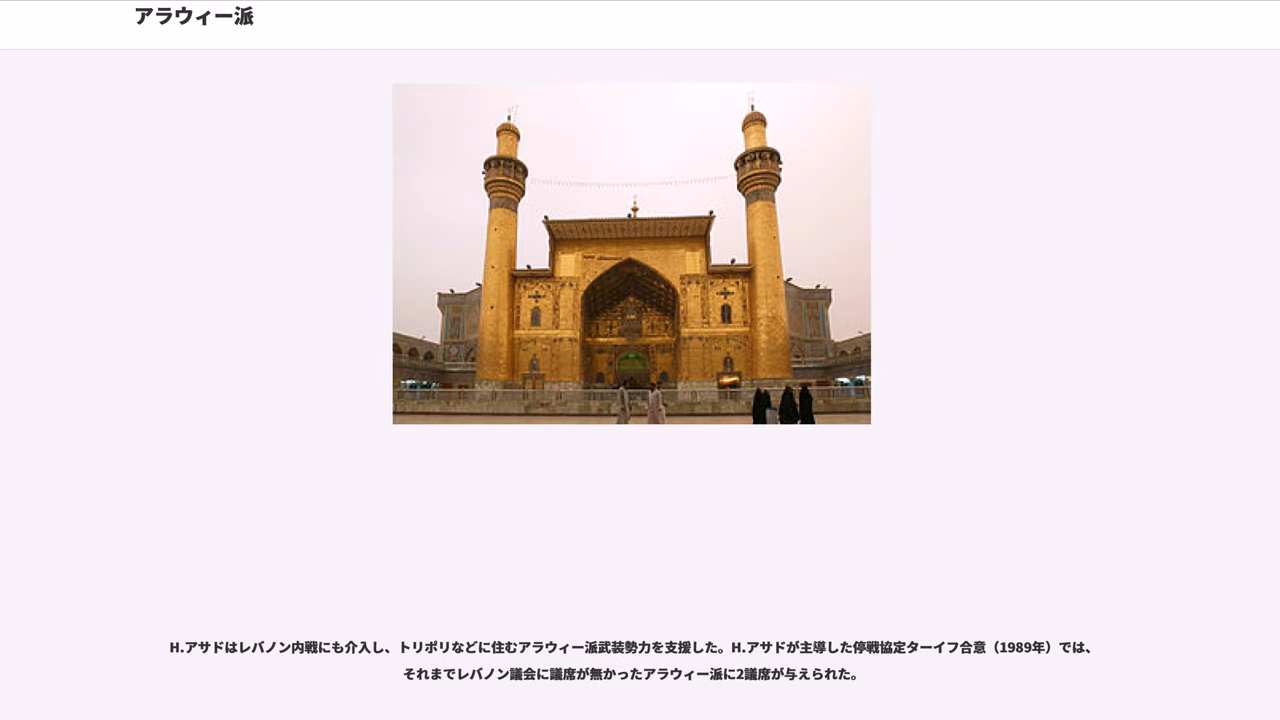 アラウィー派
H.アサドはレバノン内戦にも介入し、トリポリなどに住むアラウィー派武装勢力を支援した。H.アサドが主導した停戦協定ターイフ合意（1989年）では、
それまでレバノン議会に議席が無かったアラウィー派に2議席が与えられた。